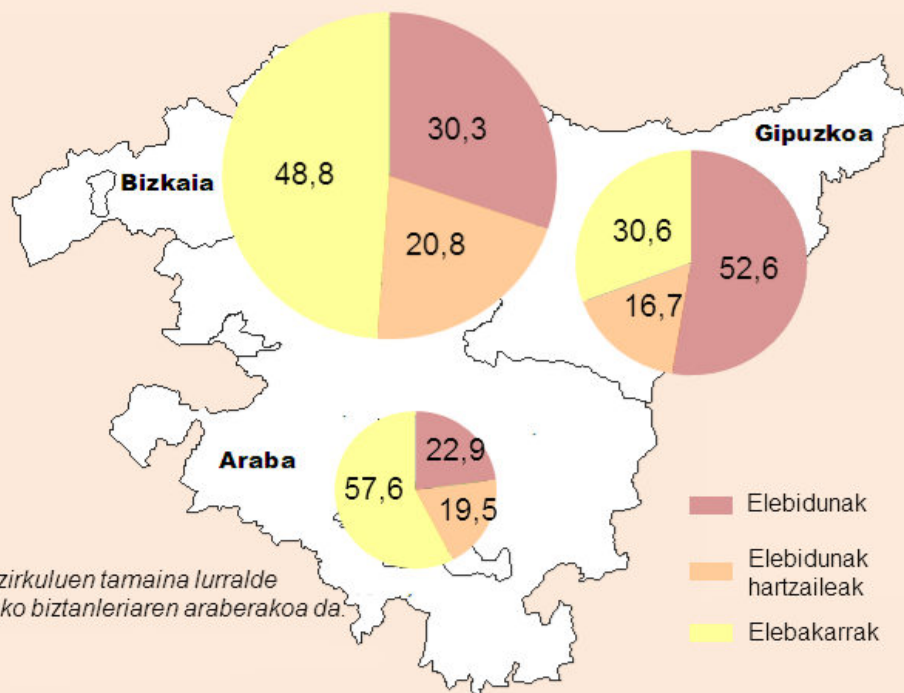 Gipuzkoa
30,3
Bizkaia
48,8
20,8
30,6
52,6
16,7
Araba
22,9
57,6
19,5
Elebidunak
Elebidunak
hartzaileak
Elebakarrak
zirkuluen tamaina lurralde
ko biztanleriaren araberakoa da.